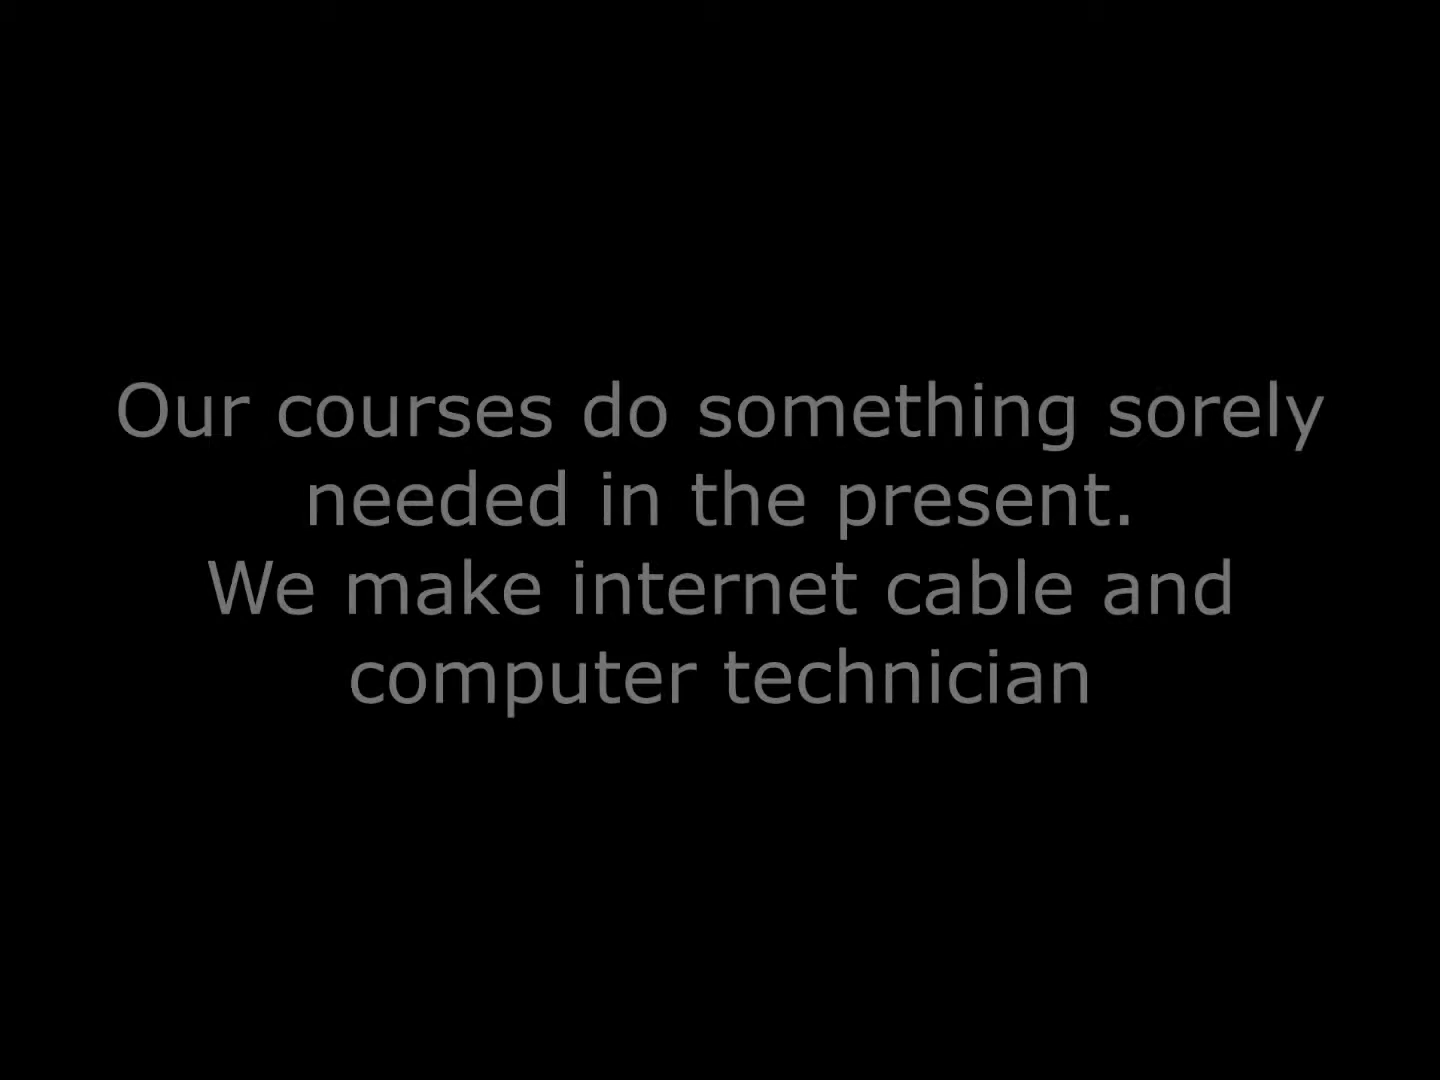 Our courses do something sorely
needed in the present.
We make internet cable and
computer technician